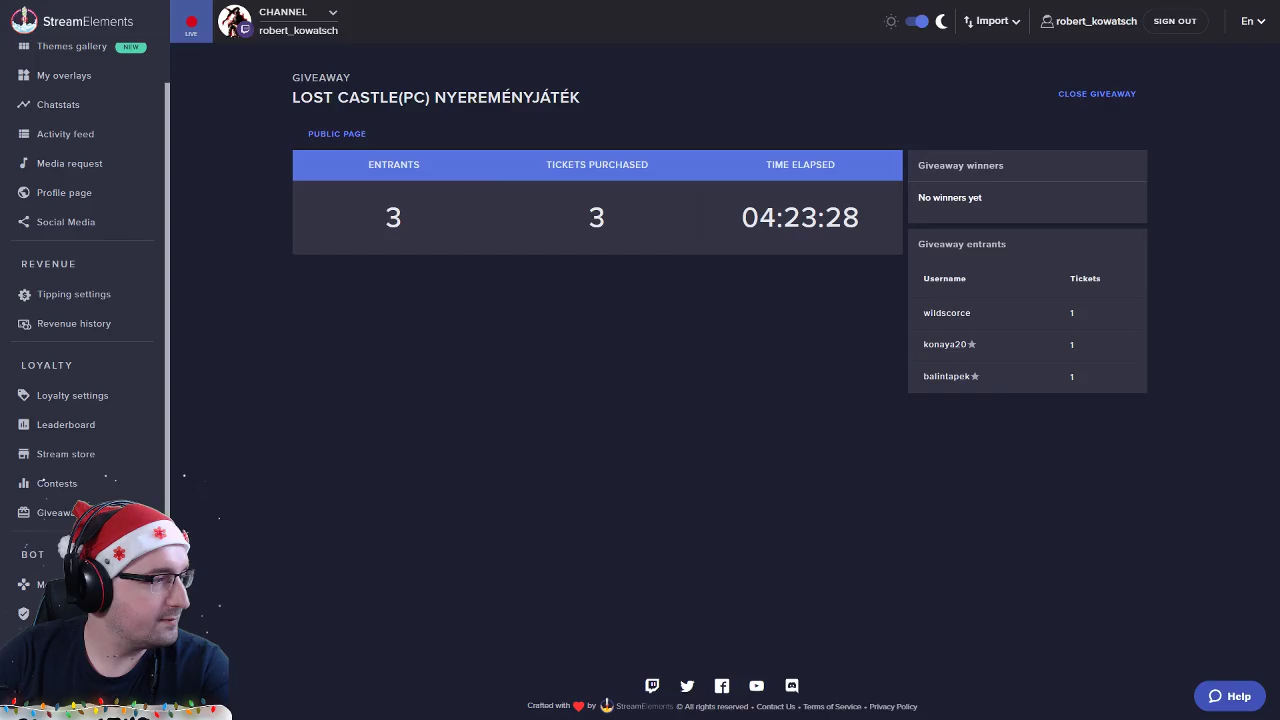 StreamElements
LIVE
CHANNEL
robert_kowatsch
Import
robert_kowatsch
SIGN OUT
En
Themes gallery
NEW
My overlays
Chatstats
Activity feed
Media request
Profile page
Social Media
REVENUE
Tipping settings
Revenue history
LOYALTY
Loyalty settings
Leaderboard
Stream store
Contests
BOT
GIVEAWAY
LOST CASTLE(PC) NYEREMÉNYJÁTÉK
CLOSE GIVEAWAY
PUBLIC PAGE
ENTRANTS TICKETS PURCHASED TIME ELAPSED
3 3 04:23:28
Giveaway winners
No winners yet
Giveaway entrants
Username Tickets
wildscorce 1
konaya20 1
balintapek 1
Crafted with by StreamElements © All rights reserved • Contact Us • Terms of Service • Privacy Policy
Help